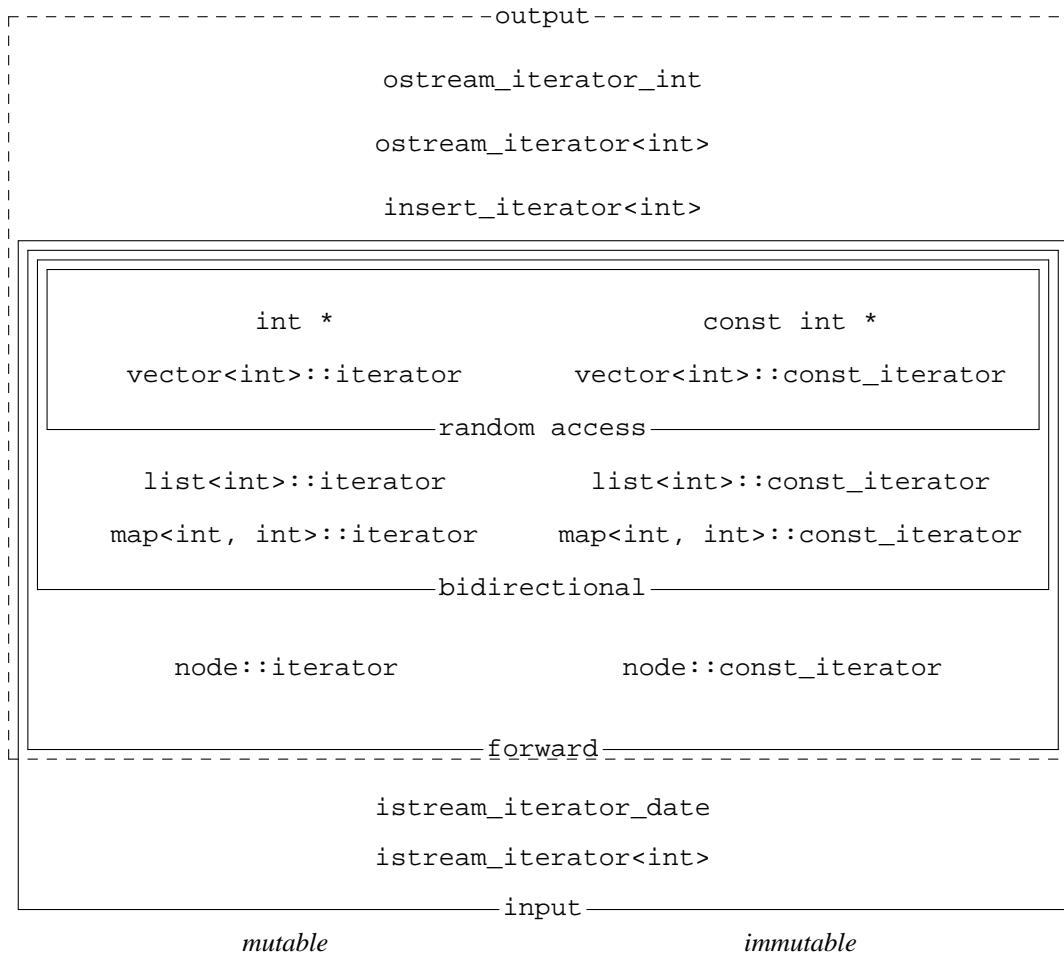 output
ostream_iterator_int
ostream_iterator<int>
insert_iterator<int>
int * const int *
vector<int>::iterator vector<int>::const_iterator
random access
list<int>::iterator list<int>::const_iterator
map<int, int>::iterator map<int, int>::const_iterator
bidirectional
node::iterator node::const_iterator
forward
istream_iterator_date
istream_iterator<int>
input
mutable immutable